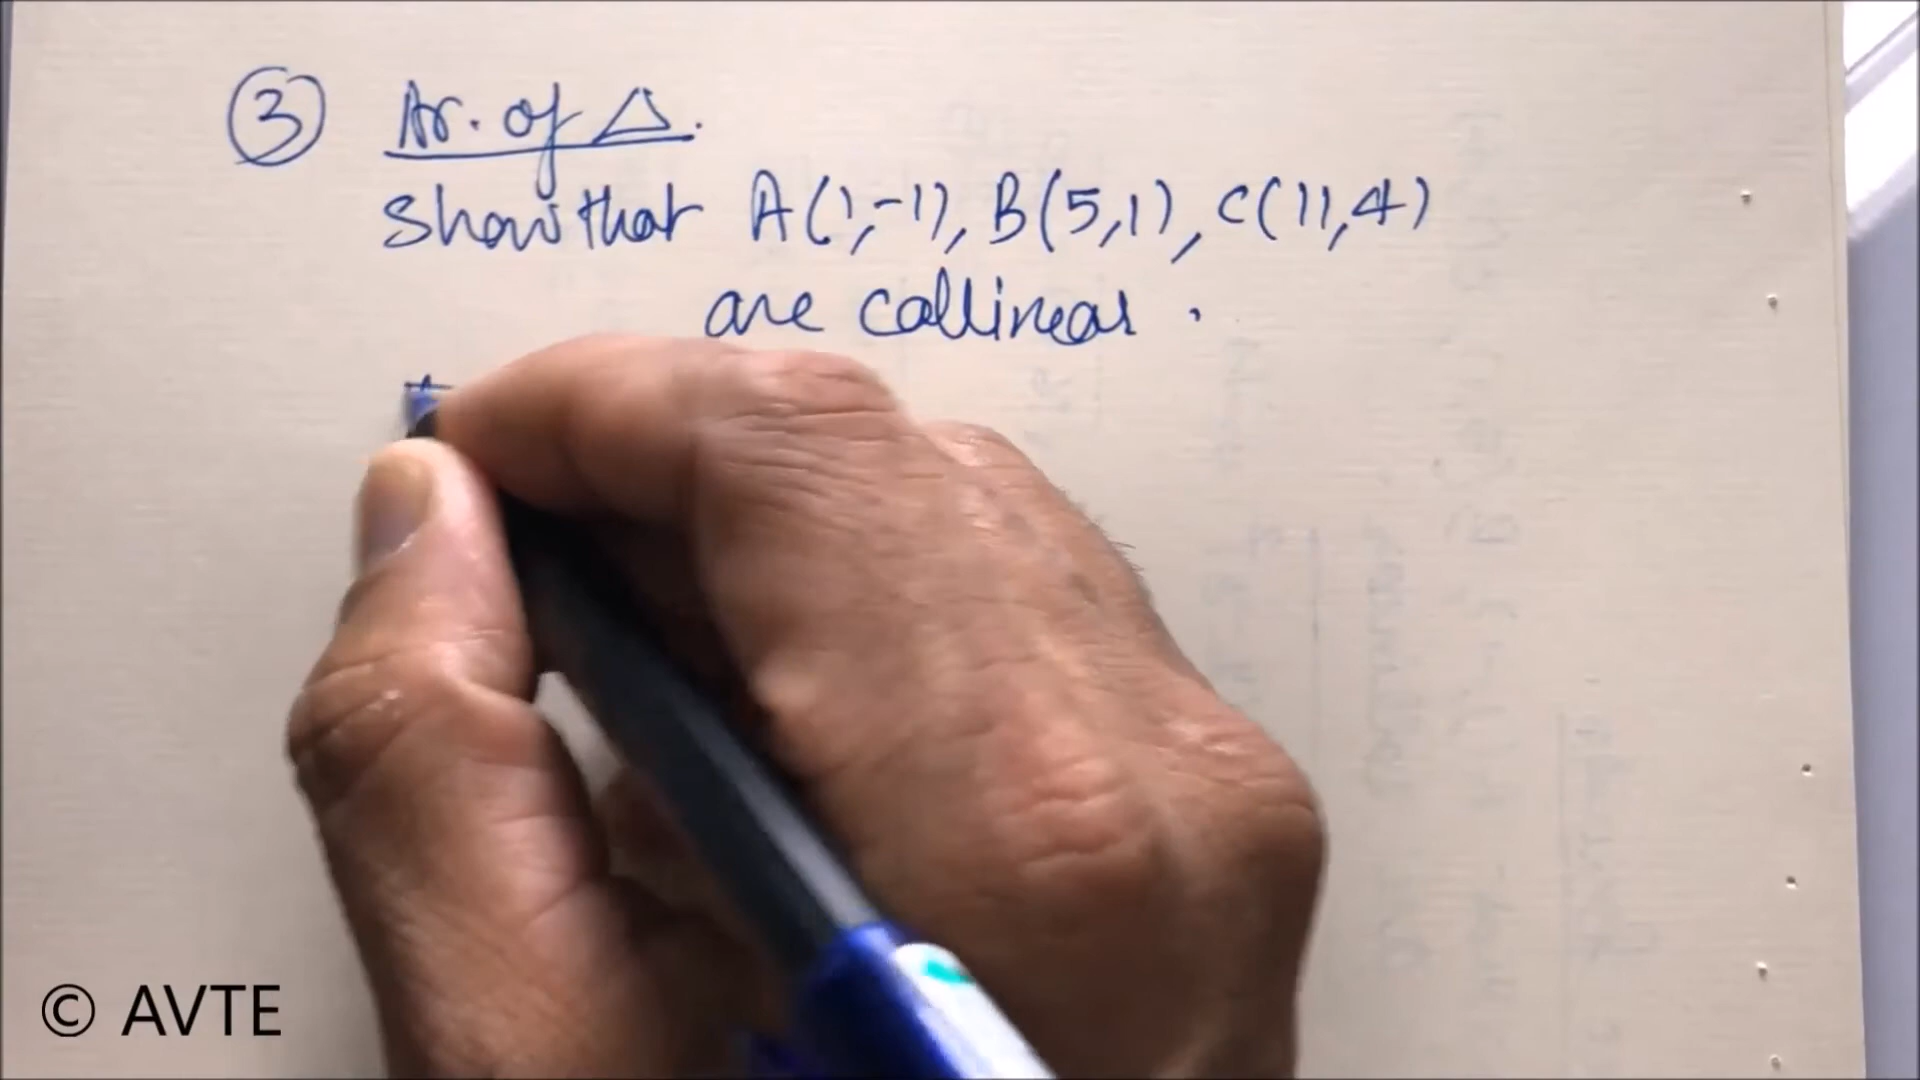 ③ Ar. of △.
Show that A(1,-1), B(5,1), C(11,4)
are collinear.
© AVTE